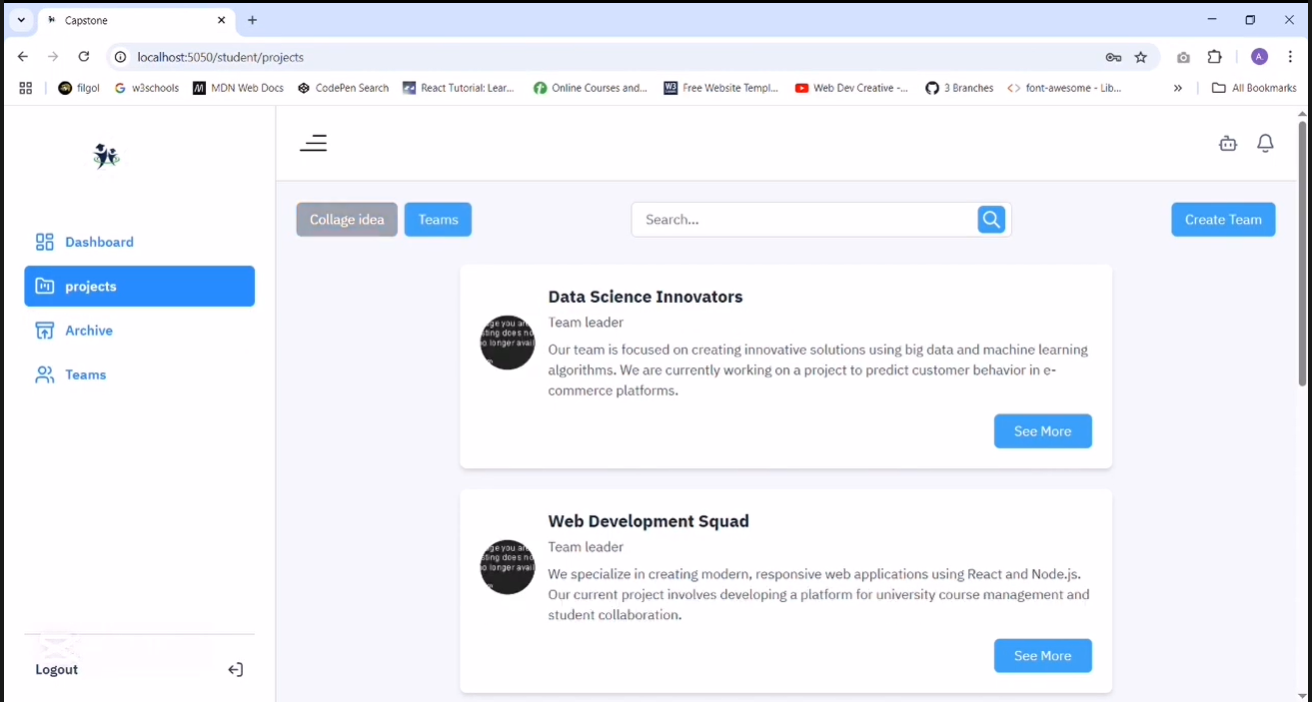 Capstone
localhost:5050/student/projects
A.
filgol
w3schools
MDN Web Docs
CodePen Search
React Tutorial: Lear...
Online Courses and...
Free Website Templ...
Web Dev Creative -...
3 Branches
font-awesome - Lib...
All Bookmarks
Collage idea
Teams
Search...
Create Team
Dashboard
projects
Archive
Teams
Data Science Innovators
Team leader
Our team is focused on creating innovative solutions using big data and machine learning
algorithms. We are currently working on a project to predict customer behavior in e-
commerce platforms.
See More
Web Development Squad
Team leader
We specialize in creating modern, responsive web applications using React and Node.js.
Our current project involves developing a platform for university course management and
student collaboration.
See More
Logout